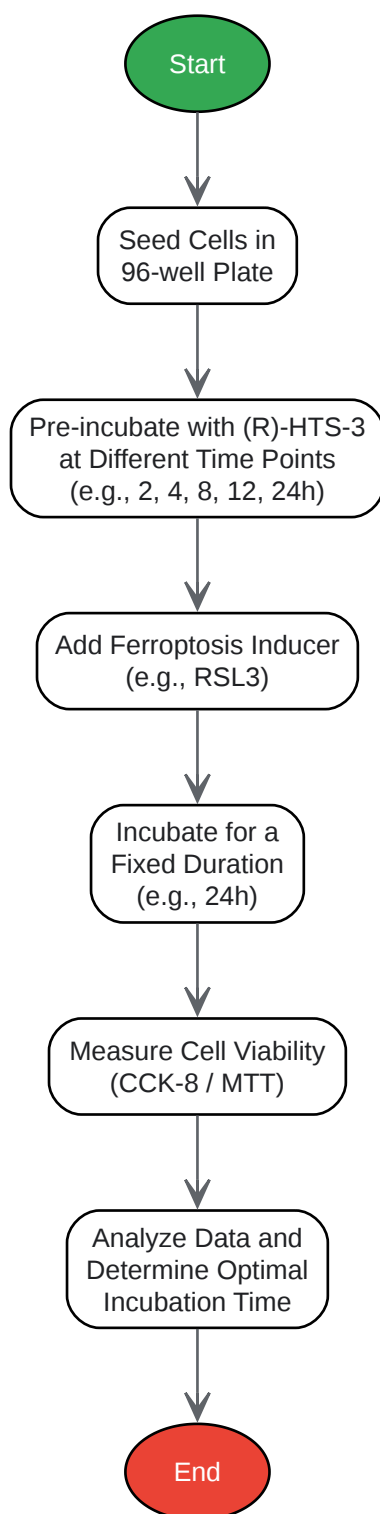 Start
Seed Cells in
96-well Plate
Pre-incubate with (R)-HTS-3
at Different Time Points
(e.g., 2, 4, 8, 12, 24h)
Add Ferroptosis Inducer
(e.g., RSL3)
Incubate for a
Fixed Duration
(e.g., 24h)
Measure Cell Viability
(CCK-8 / MTT)
Analyze Data and
Determine Optimal
Incubation Time
End